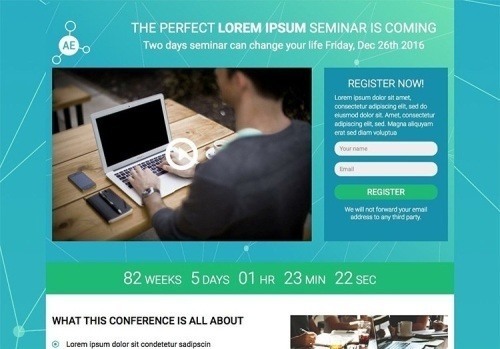 AE
THE PERFECT LOREM IPSUM SEMINAR IS COMING
Two days seminar can change your life Friday, Dec 26th 2016
REGISTER NOW!
Lorem ipsum dolor sit amet,
consectetur adipiscing elit, sed do
eiusmod dolor sit. Amet, consectetur
adipiscing elit, sed. Magna aliquyam
erat sed diam voluptua
Your name
Email
REGISTER
We will not forward your email
address to any third party.
82 WEEKS 5 DAYS 01 HR 23 MIN 22 SEC
WHAT THIS CONFERENCE IS ALL ABOUT
Lorem ipsum dolor conetetur sadipscin